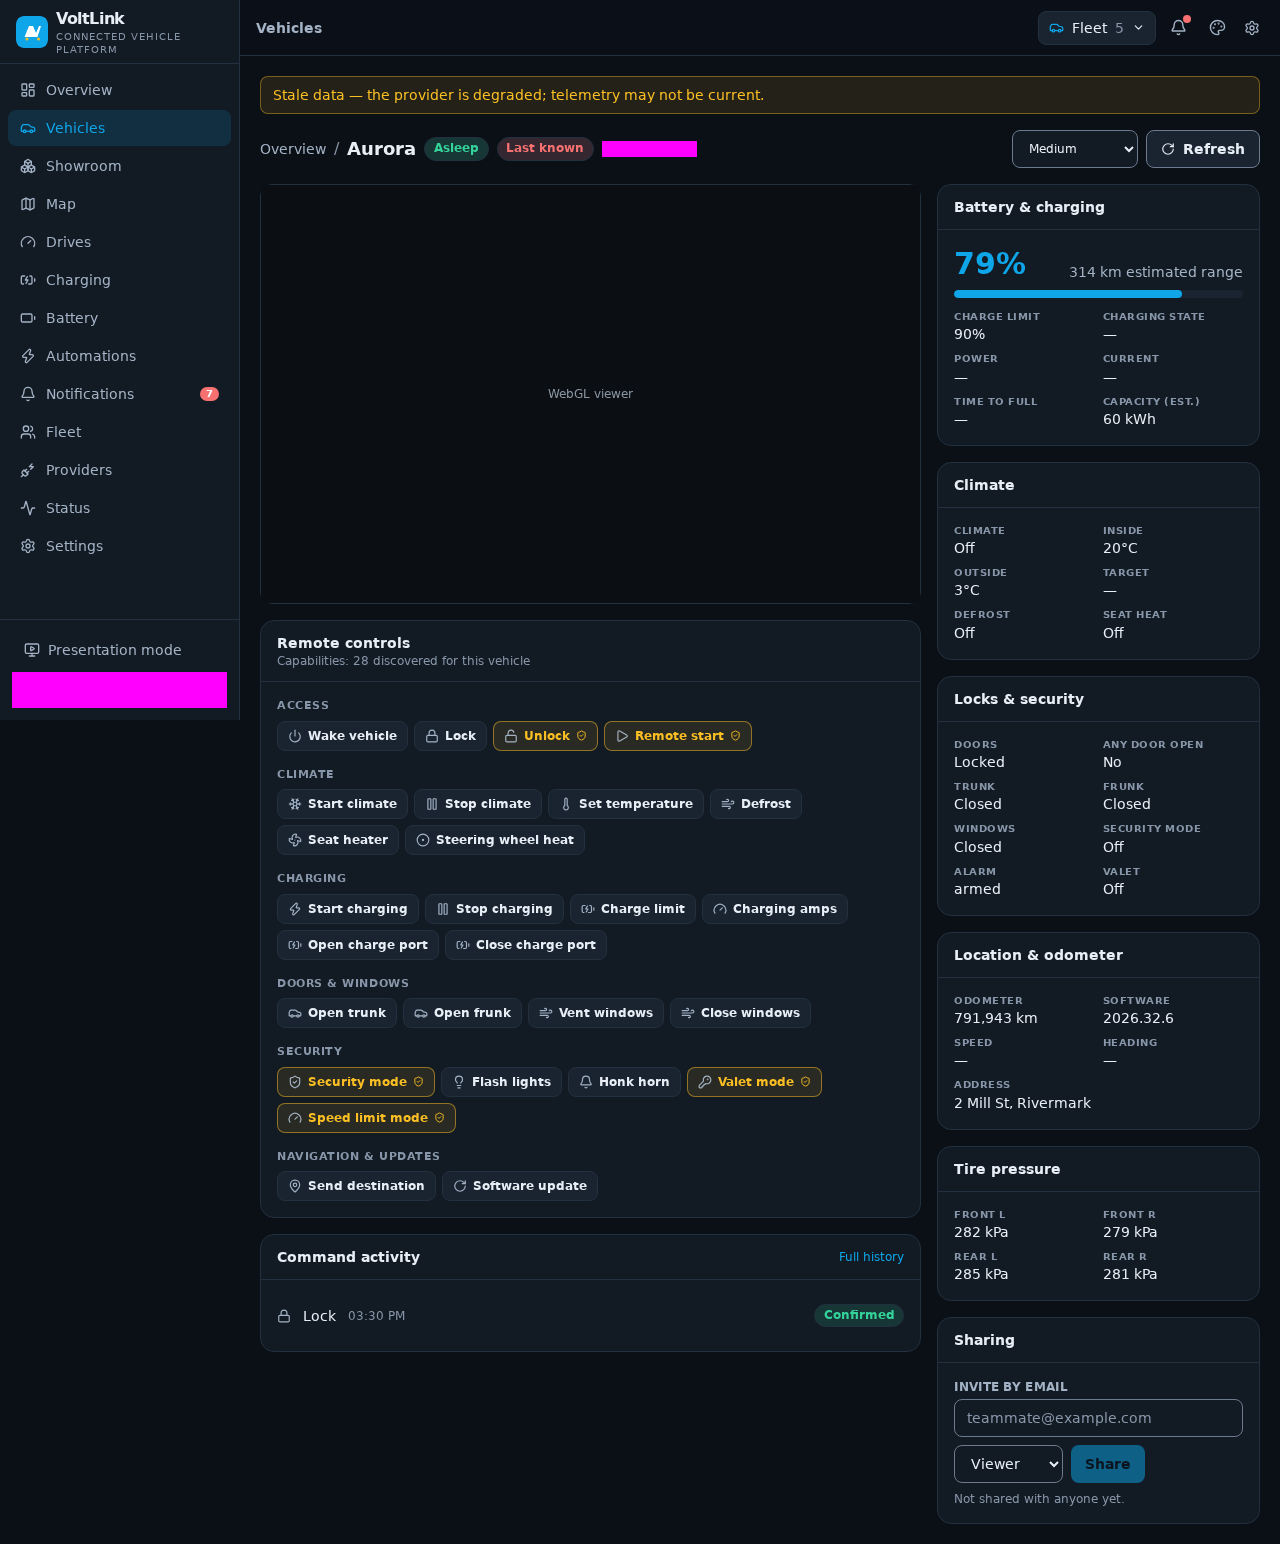 VoltLink
CONNECTED VEHICLE
PLATFORM
Overview
Vehicles
Showroom
Map
Drives
Charging
Battery
Automations
Notifications 7
Fleet
Providers
Status
Settings
Presentation mode
Vehicles
Fleet 5
Stale data — the provider is degraded; telemetry may not be current.
Overview / Aurora Asleep Last known
Medium Refresh
WebGL viewer
Remote controls
Capabilities: 28 discovered for this vehicle
ACCESS
Wake vehicle Lock Unlock Remote start
CLIMATE
Start climate Stop climate Set temperature Defrost
Seat heater Steering wheel heat
CHARGING
Start charging Stop charging Charge limit Charging amps
Open charge port Close charge port
DOORS & WINDOWS
Open trunk Open frunk Vent windows Close windows
SECURITY
Security mode Flash lights Honk horn Valet mode
Speed limit mode
NAVIGATION & UPDATES
Send destination Software update
Command activity Full history
Lock 03:30 PM Confirmed
Battery & charging
79% 314 km estimated range
CHARGE LIMIT CHARGING STATE
90% —
POWER CURRENT
— —
TIME TO FULL CAPACITY (EST.)
— 60 kWh
Climate
CLIMATE INSIDE
Off 20°C
OUTSIDE TARGET
3°C —
DEFROST SEAT HEAT
Off Off
Locks & security
DOORS ANY DOOR OPEN
Locked No
TRUNK FRUNK
Closed Closed
WINDOWS SECURITY MODE
Closed Off
ALARM VALET
armed Off
Location & odometer
ODOMETER SOFTWARE
791,943 km 2026.32.6
SPEED HEADING
— —
ADDRESS
2 Mill St, Rivermark
Tire pressure
FRONT L FRONT R
282 kPa 279 kPa
REAR L REAR R
285 kPa 281 kPa
Sharing
INVITE BY EMAIL
teammate@example.com
Viewer Share
Not shared with anyone yet.